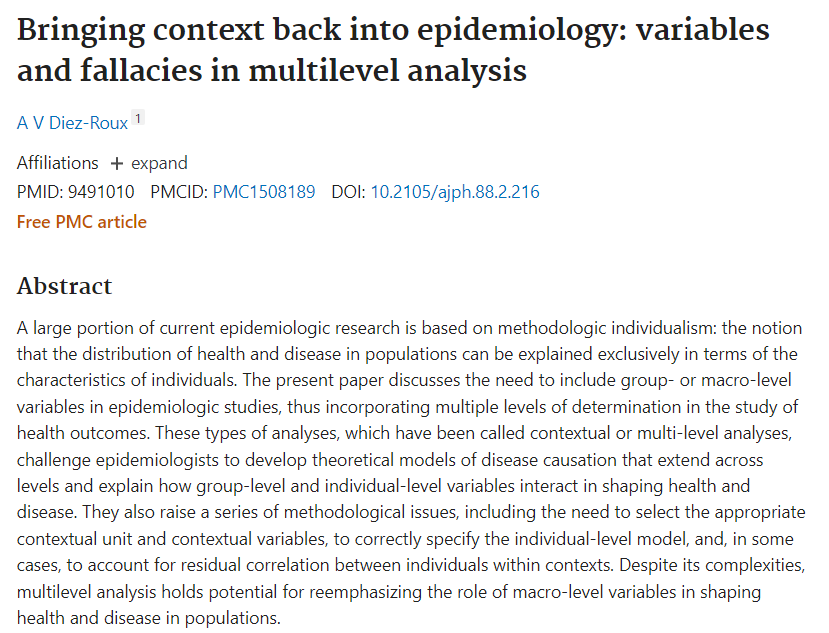 Bringing context back into epidemiology: variables
and fallacies in multilevel analysis
A V Diez-Roux 1
Affiliations + expand
PMID: 9491010 PMCID: PMC1508189 DOI: 10.2105/ajph.88.2.216
Free PMC article
Abstract
A large portion of current epidemiologic research is based on methodologic individualism: the notion
that the distribution of health and disease in populations can be explained exclusively in terms of the
characteristics of individuals. The present paper discusses the need to include group- or macro-level
variables in epidemiologic studies, thus incorporating multiple levels of determination in the study of
health outcomes. These types of analyses, which have been called contextual or multi-level analyses,
challenge epidemiologists to develop theoretical models of disease causation that extend across
levels and explain how group-level and individual-level variables interact in shaping health and
disease. They also raise a series of methodological issues, including the need to select the appropriate
contextual unit and contextual variables, to correctly specify the individual-level model, and, in some
cases, to account for residual correlation between individuals within contexts. Despite its complexities,
multilevel analysis holds potential for reemphasizing the role of macro-level variables in shaping
health and disease in populations.